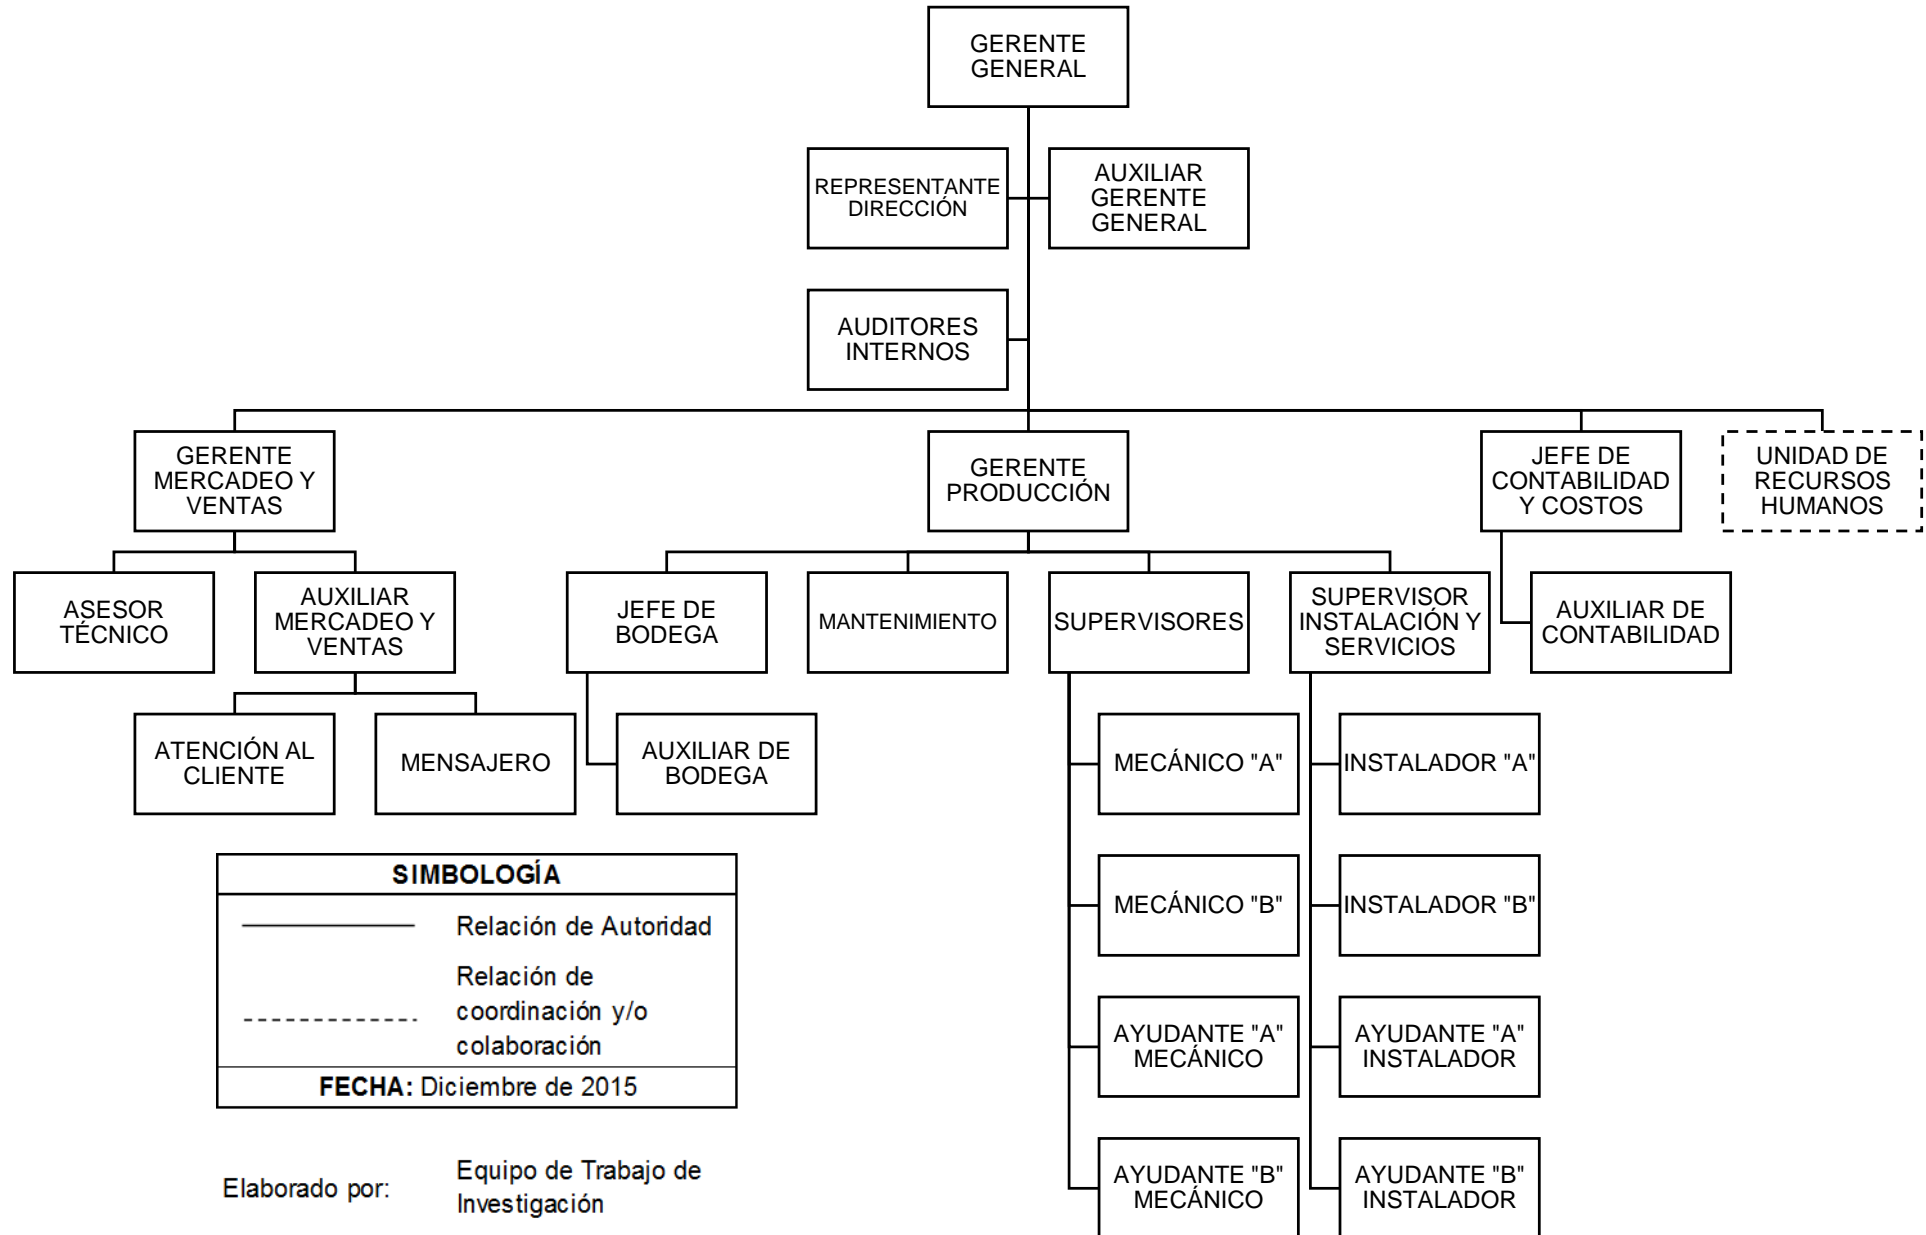 GERENTE
GENERAL
REPRESENTANTE
DIRECCIÓN
AUXILIAR
GERENTE
GENERAL
AUDITORES
INTERNOS
GERENTE
MERCADEO Y
VENTAS
GERENTE
PRODUCCIÓN
JEFE DE
CONTABILIDAD
Y COSTOS
UNIDAD DE
RECURSOS
HUMANOS
ASESOR
TÉCNICO
AUXILIAR
MERCADEO Y
VENTAS
JEFE DE
BODEGA
MANTENIMIENTO
SUPERVISORES
SUPERVISOR
INSTALACIÓN Y
SERVICIOS
AUXILIAR DE
CONTABILIDAD
ATENCIÓN AL
CLIENTE
MENSAJERO
AUXILIAR DE
BODEGA
MECÁNICO "A"
INSTALADOR "A"
MECÁNICO "B"
INSTALADOR "B"
AYUDANTE "A"
MECÁNICO
AYUDANTE "A"
INSTALADOR
AYUDANTE "B"
MECÁNICO
AYUDANTE "B"
INSTALADOR
SIMBOLOGÍA
Relación de Autoridad
Relación de
coordinación y/o
colaboración
FECHA: Diciembre de 2015
Elaborado por:
Equipo de Trabajo de
Investigación